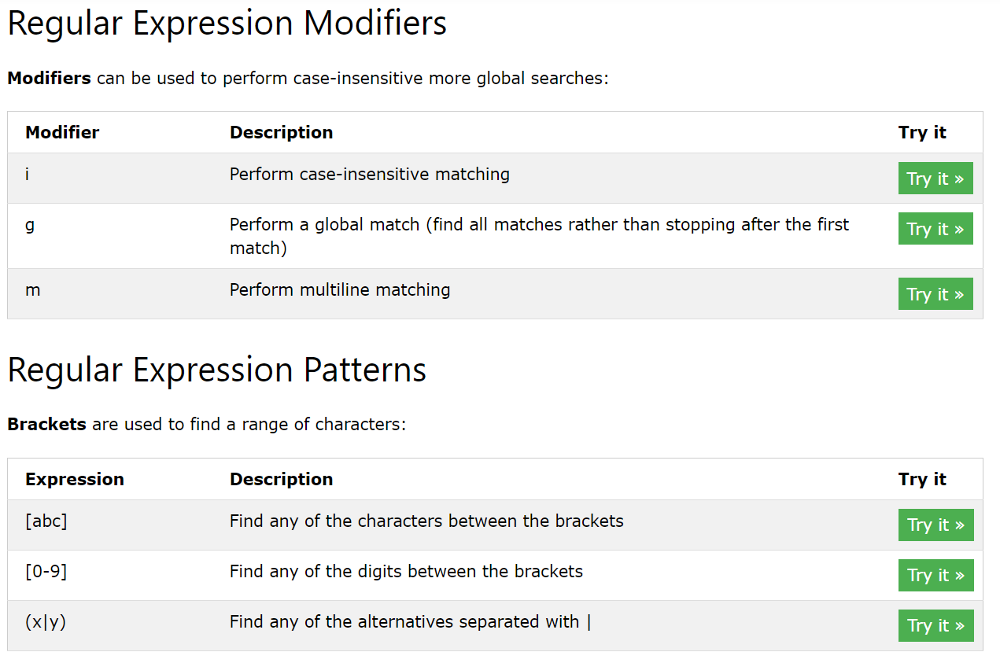 Regular Expression Modifiers
Modifiers can be used to perform case-insensitive more global searches:
Modifier Description Try it
i Perform case-insensitive matching Try it »
g Perform a global match (find all matches rather than stopping after the first Try it »
match)
m Perform multiline matching Try it »
Regular Expression Patterns
Brackets are used to find a range of characters:
Expression Description Try it
[abc] Find any of the characters between the brackets Try it »
[0-9] Find any of the digits between the brackets Try it »
(x|y) Find any of the alternatives separated with | Try it »